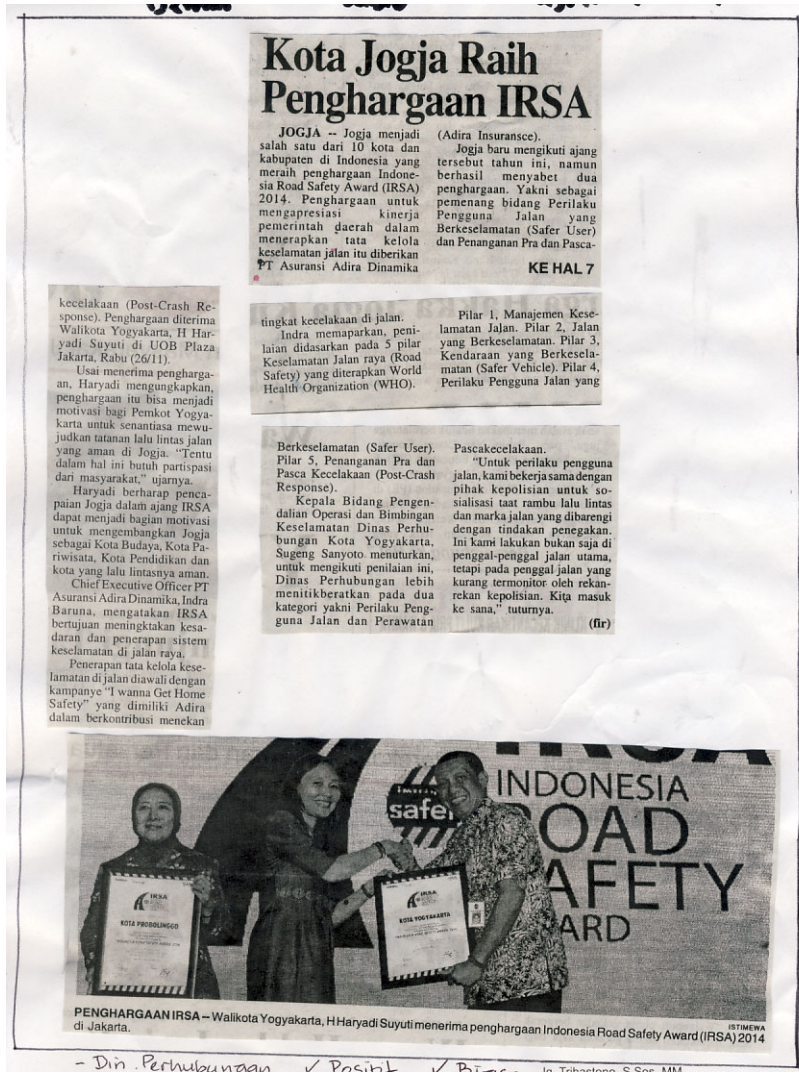 Kota Jogja Raih
Penghargaan IRSA
JOGJA -- Jogja menjadi
salah satu dari 10 kota dan
kabupaten di Indonesia yang
meraih penghargaan Indone-
sia Road Safety Award (IRSA)
2014. Penghargaan untuk
mengapresiasi kinerja
pemerintah daerah dalam
menerapkan tata kelola
keselamatan jalan itu diberikan
PT Asuransi Adira Dinamika
(Adira Insuransce).
Jogja baru mengikuti ajang
tersebut tahun ini, namun
berhasil menyabet dua
penghargaan. Yakni sebagai
pemenang bidang Perilaku
Pengguna Jalan yang
Berkeselamatan (Safer User)
dan Penanganan Pra dan Pasca-
KE HAL 7
kecelakaan (Post-Crash Re-
sponse). Penghargaan diterima
Walikota Yogyakarta, H Har-
yadi Suyuti di UOB Plaza
Jakarta, Rabu (26/11).
Usai menerima pengharga-
an, Haryadi mengungkapkan,
penghargaan itu bisa menjadi
motivasi bagi Pemkot Yogya-
karta untuk senantiasa mewu-
judkan tatanan lalu lintas jalan
yang aman di Jogja. “Tentu
dalam hal ini butuh partispasi
dari masyarakat,” ujarnya.
Haryadi berharap penca-
paian Jogja dalam ajang IRSA
dapat menjadi bagian motivasi
untuk mengembangkan Jogja
sebagai Kota Budaya, Kota Pa-
riwisata, Kota Pendidikan dan
kota yang lalu lintasnya aman.
Chief Executive Officer PT
Asuransi Adira Dinamika, Indra
Baruna, mengatakan IRSA
bertujuan meningktakan kesa-
daran dan penerapan sistem
keselamatan di jalan raya.
Penerapan tata kelola kese-
lamatan di jalan diawali dengan
kampanye “I wanna Get Home
Safety” yang dimiliki Adira
dalam berkontribusi menekan
tingkat kecelakaan di jalan.
Indra memaparkan, peni-
laian didasarkan pada 5 pilar
Keselamatan Jalan raya (Road
Safety) yang diterapkan World
Health Organization (WHO).
Pilar 1, Manajemen Kese-
lamatan Jalan. Pilar 2, Jalan
yang Berkeselamatan. Pilar 3,
Kendaraan yang Berkesela-
matan (Safer Vehicle). Pilar 4,
Perilaku Pengguna Jalan yang
Berkeselamatan (Safer User).
Pilar 5, Penanganan Pra dan
Pasca Kecelakaan (Post-Crash
Response).
Kepala Bidang Pengen-
dalian Operasi dan Bimbingan
Keselamatan Dinas Perhu-
bungan Kota Yogyakarta,
Sugeng Sanyoto menuturkan,
untuk mengikuti penilaian ini,
Dinas Perhubungan lebih
menitikberatkan pada dua
kategori yakni Perilaku Peng-
guna Jalan dan Perawatan
Pascakecelakaan.
“Untuk perilaku pengguna
jalan, kami bekerja sama dengan
pihak kepolisian untuk so-
sialisasi taat rambu lalu lintas
dan marka jalan yang dibarengi
dengan tindakan penegakan.
Ini kami lakukan bukan saja di
penggal-penggal jalan utama,
tetapi pada penggal jalan yang
kurang termonitor oleh rekan-
rekan kepolisian. Kita masuk
ke sana,” tuturnya.
(fir)
IRSA
INDONESIA
ROAD
SAFETY
AWARD
safer
IRSA
KOTA PROBOLINGGO
IRSA
KOTA YOGYAKARTA
ISTIMEWA
PENGHARGAAN IRSA -- Walikota Yogyakarta, H Haryadi Suyuti menerima penghargaan Indonesia Road Safety Award (IRSA) 2014
di Jakarta.
- Din. Perhubungan ✓ Positif ✓